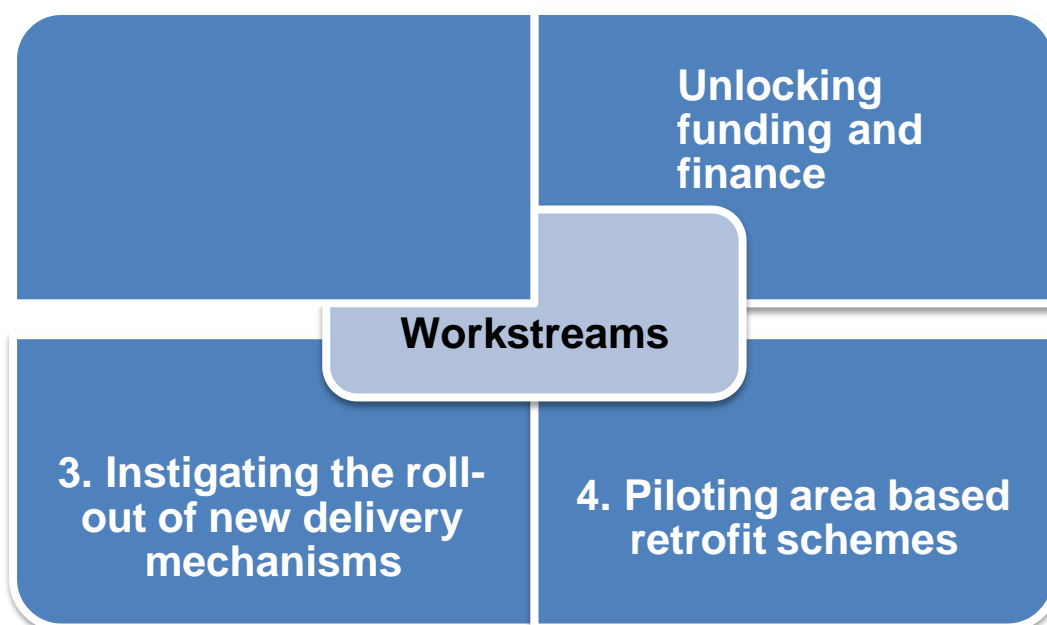 Unlocking
funding and
finance
Workstreams
3. Instigating the roll-
out of new delivery
mechanisms
4. Piloting area based
retrofit schemes